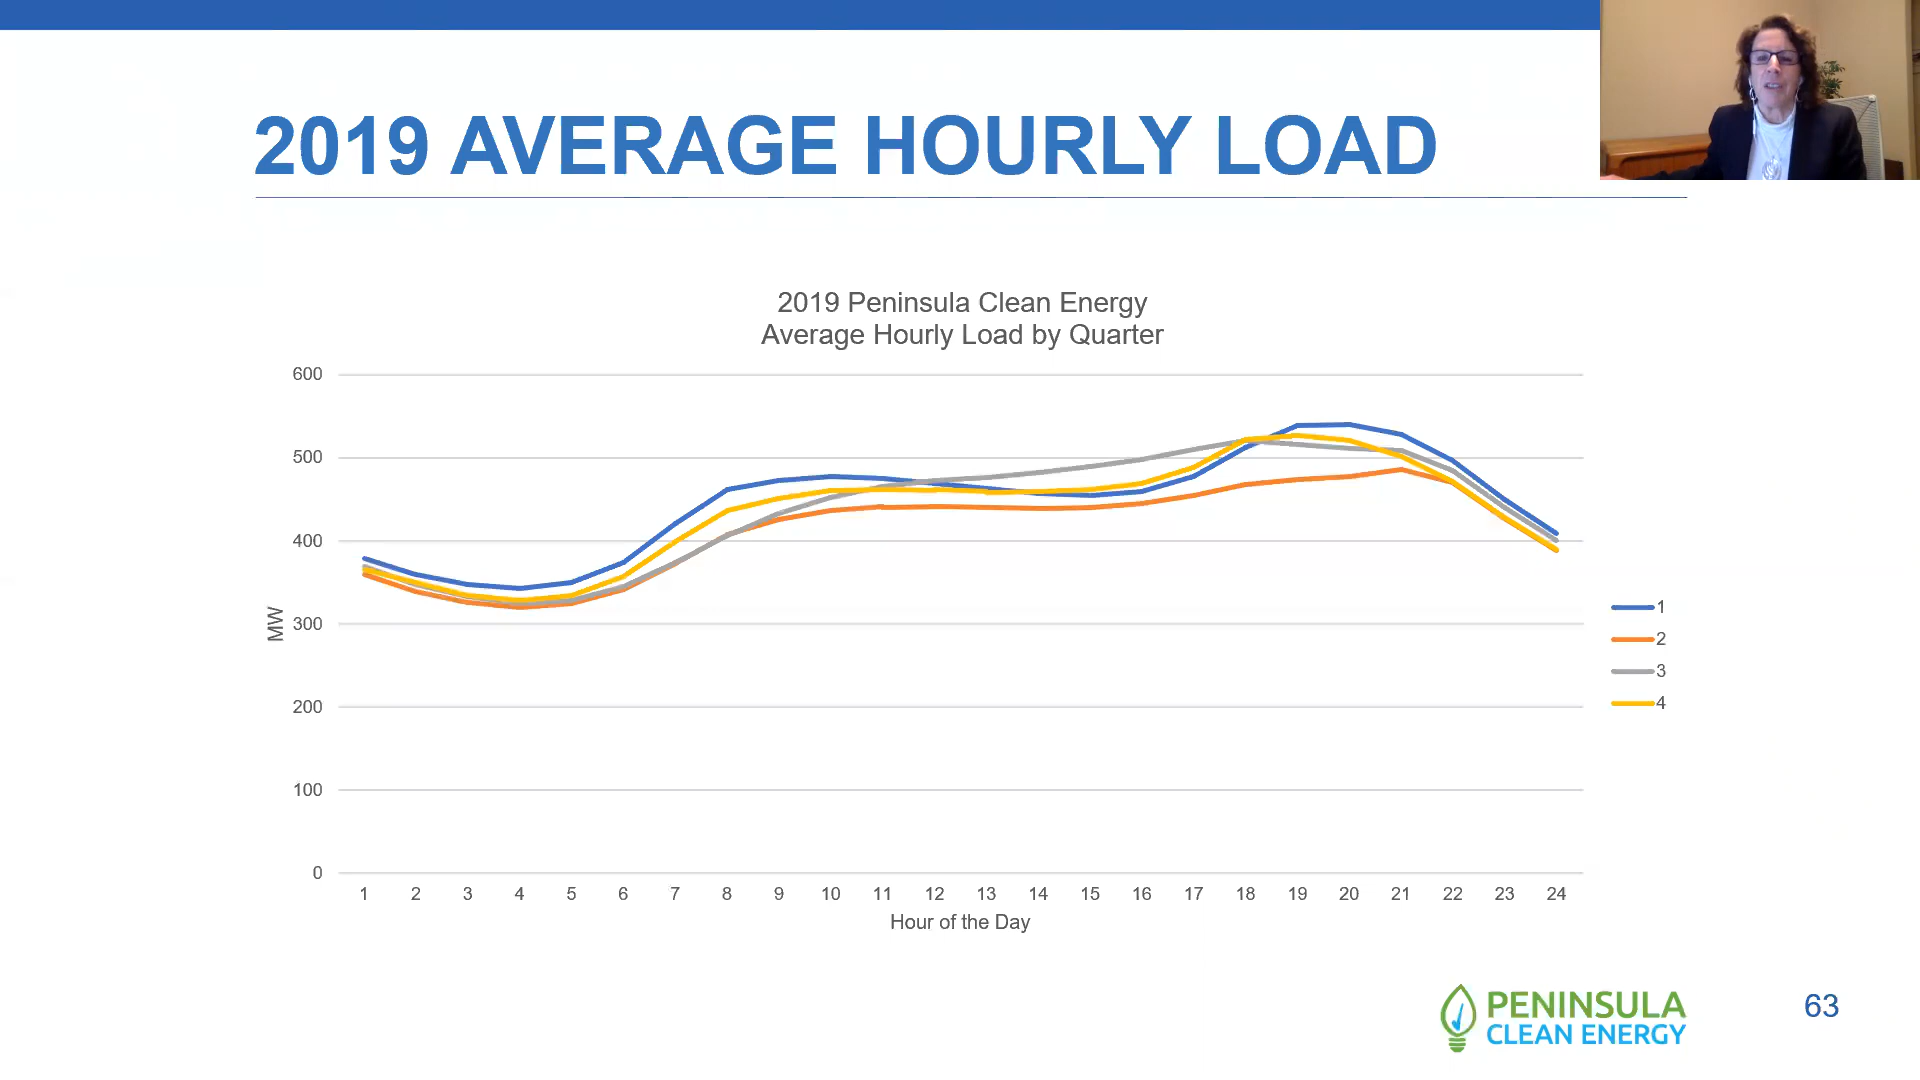 2019 AVERAGE HOURLY LOAD
2019 Peninsula Clean Energy
Average Hourly Load by Quarter
600
500
400
300
200
100
0
MW
1 2 3 4 5 6 7 8 9 10 11 12 13 14 15 16 17 18 19 20 21 22 23 24
Hour of the Day
1
2
3
4
PENINSULA
CLEAN ENERGY
63